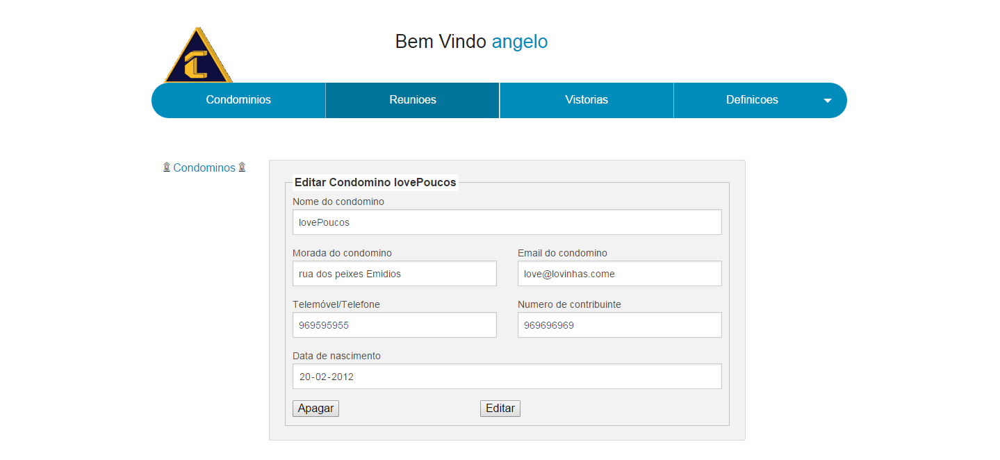 Bem Vindo angelo
Condominios
Reunioes
Vistorias
Definicoes
Condominos
Editar Condomino lovePoucos
Nome do condomino
lovePoucos
Morada do condomino
Email do condomino
rua dos peixes Emidios
love@lovinhas.come
Telemóvel/Telefone
Numero de contribuinte
969595955
969696969
Data de nascimento
20-02-2012
Apagar
Editar